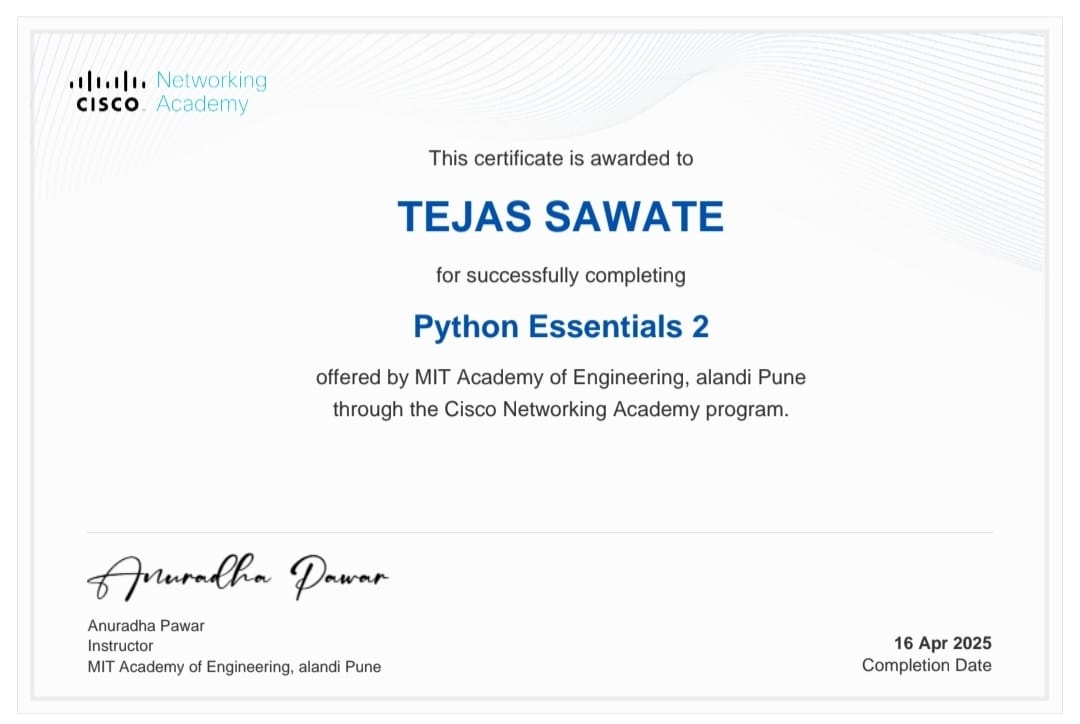 Networking
CISCO Academy
This certificate is awarded to
TEJAS SAWATE
for successfully completing
Python Essentials 2
offered by MIT Academy of Engineering, alandi Pune
through the Cisco Networking Academy program.
Anuradha Pawar
Anuradha Pawar
Instructor
MIT Academy of Engineering, alandi Pune
16 Apr 2025
Completion Date